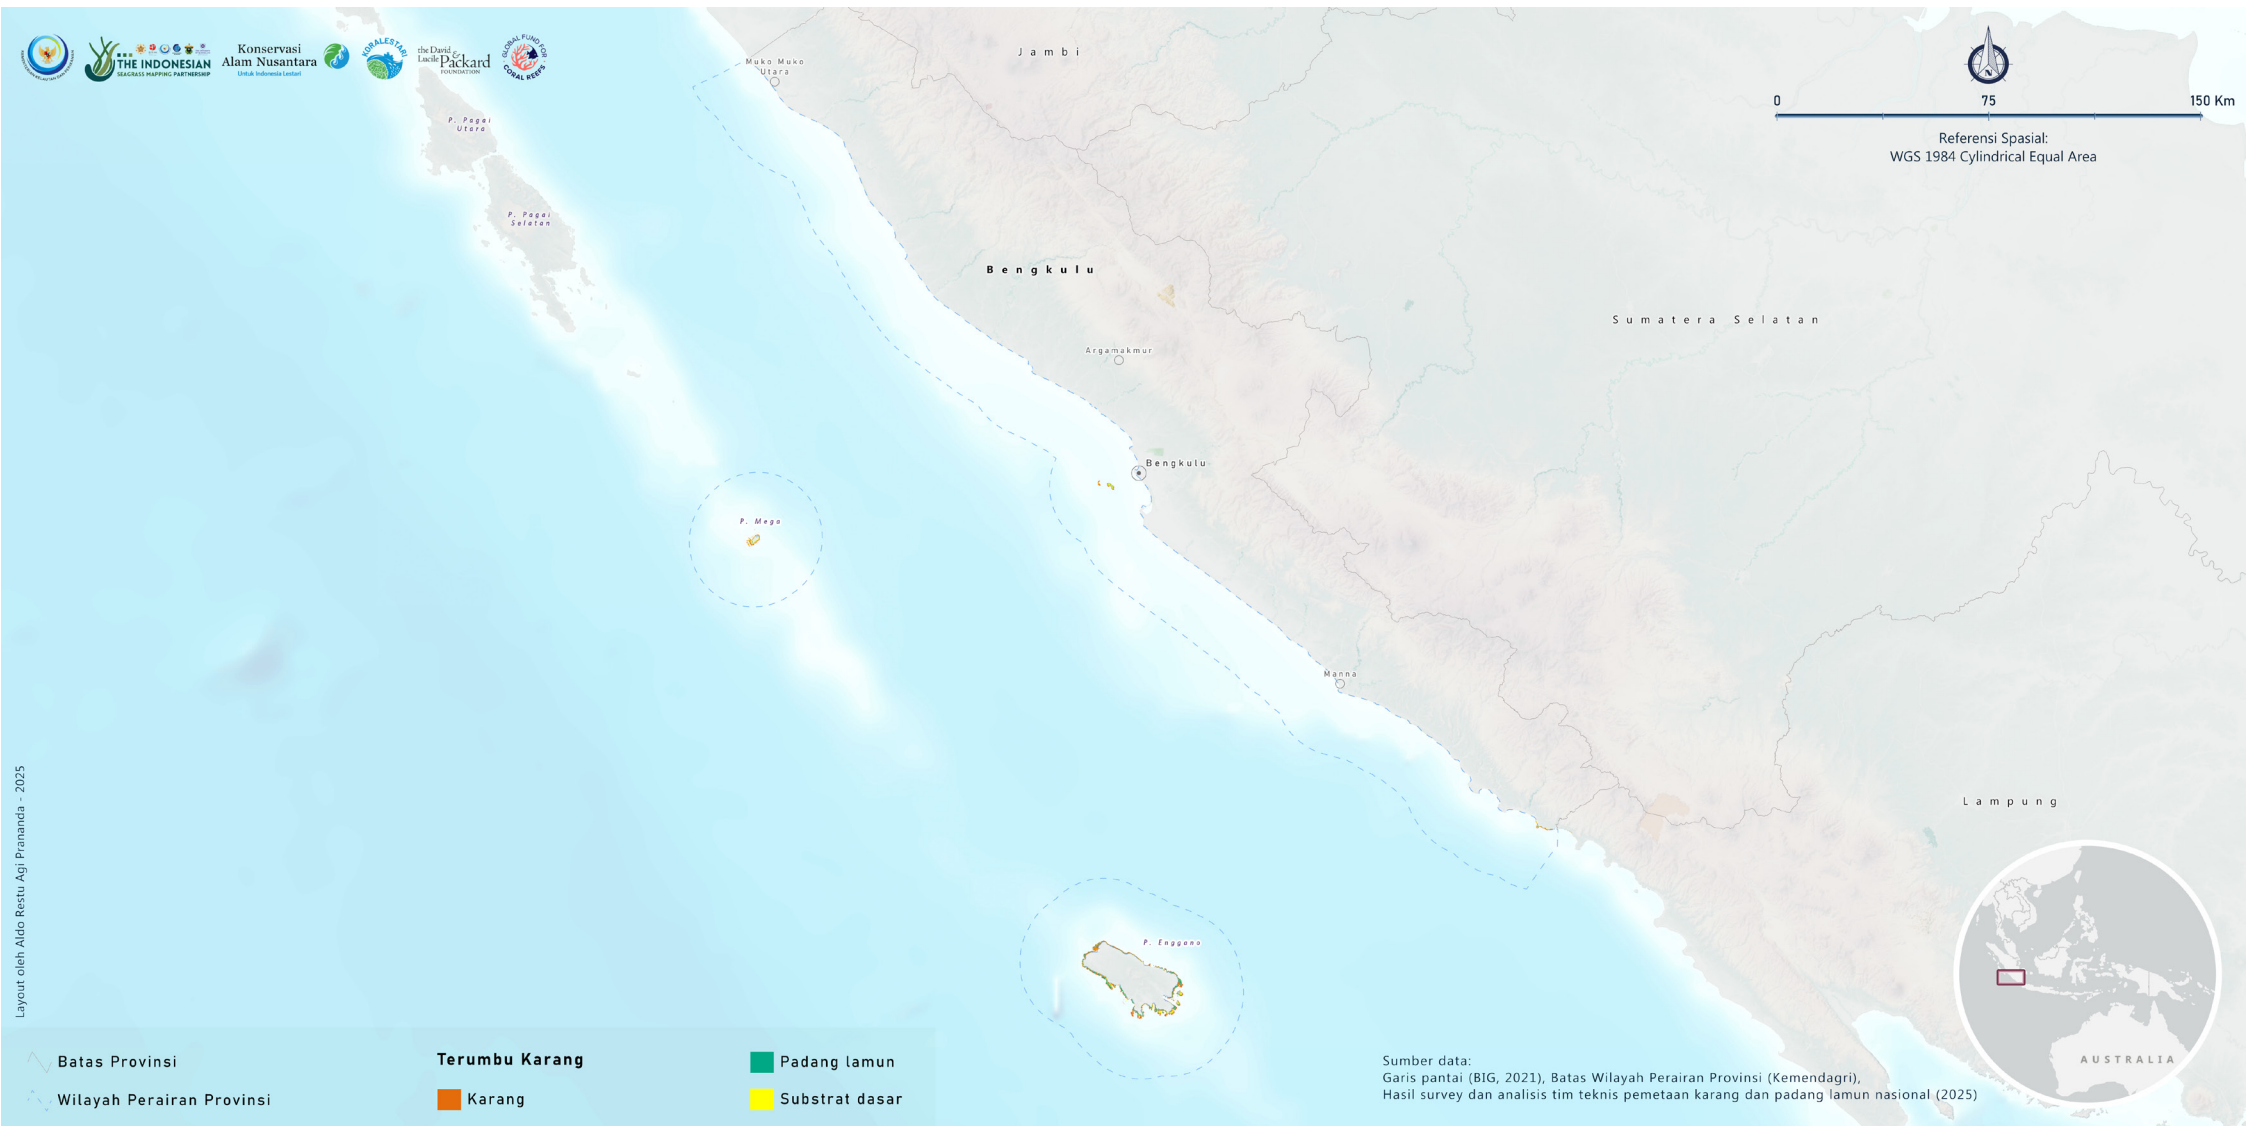 THE INDONESIAN
SEAGRASS MAPPING PARTNERSHIP
Konservasi
Alam Nusantara
Untuk Indonesia Lestari
KORALESTARI
the David &
Lucile Packard
FOUNDATION
GLOBAL FUND FOR
CORAL REEFS
Jambi
Muko Muko
Utara
N
0 75 150 Km
Referensi Spasial:
WGS 1984 Cylindrical Equal Area
P. Pagai
Utara
P. Pagai
Selatan
Bengkulu
Sumatera Selatan
Argamakmur
Bengkulu
P. Mega
Manna
Lampung
P. Enggano
AUSTRALIA
Layout oleh Aldo Restu Agi Prananda - 2025
Batas Provinsi
Wilayah Perairan Provinsi
Terumbu Karang
Karang
Padang lamun
Substrat dasar
Sumber data:
Garis pantai (BIG, 2021), Batas Wilayah Perairan Provinsi (Kemendagri),
Hasil survey dan analisis tim teknis pemetaan karang dan padang lamun nasional (2025)